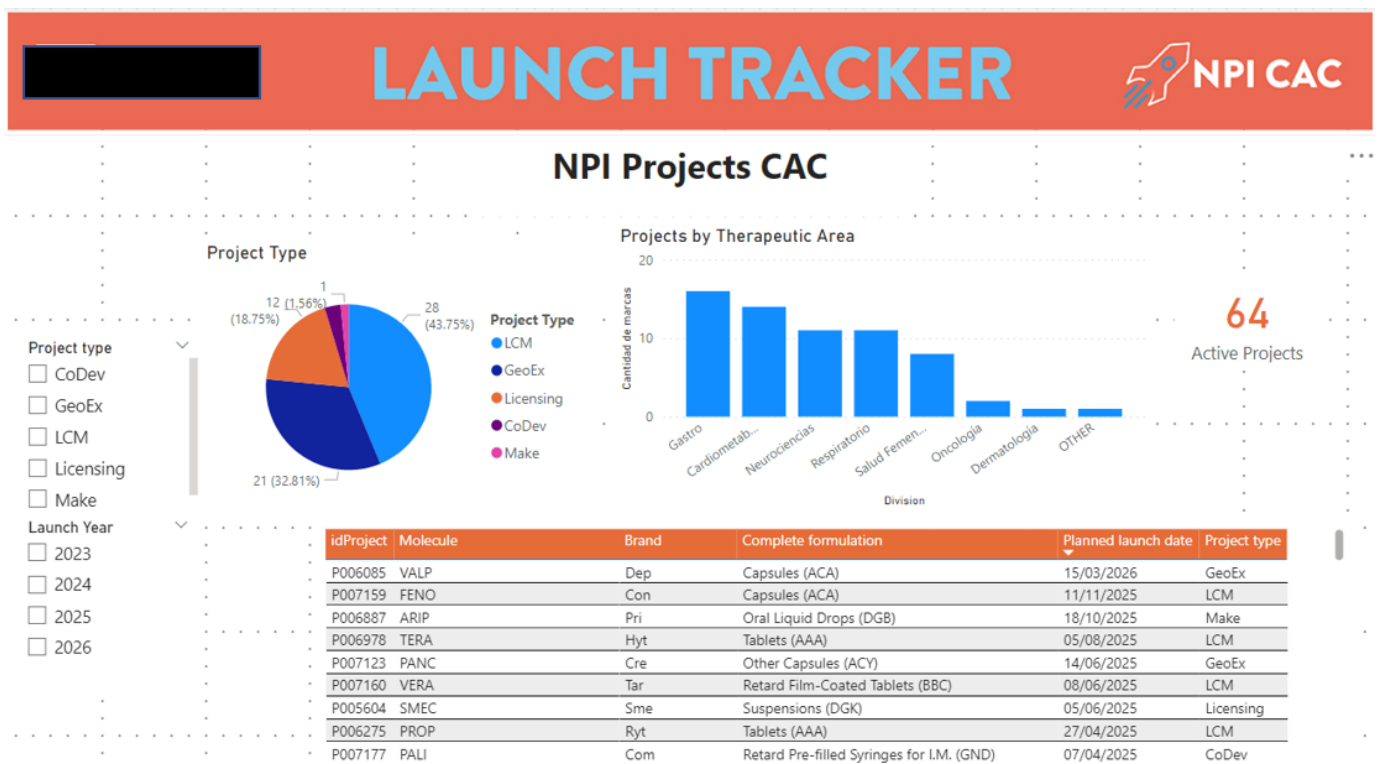 LAUNCH TRACKER
NPI CAC
NPI Projects CAC
Project Type
1
12 (1.56%)
(18.75%)
28
(43.75%)
21 (32.81%)
Project Type
LCM
GeoEx
Licensing
CoDev
Make
Projects by Therapeutic Area
Cantidad de marcas
20
10
0
Gastro
Cardiometab...
Neurociencias
Respiratorio
Salud Femen...
Oncología
Dermatología
OTHER
Division
64
Active Projects
Project type
CoDev
GeoEx
LCM
Licensing
Make
Launch Year
2023
2024
2025
2026
idProject Molecule Brand Complete formulation Planned launch date Project type
P006085 VALP Dep Capsules (ACA) 15/03/2026 GeoEx
P007159 FENO Con Capsules (ACA) 11/11/2025 LCM
P006887 ARIP Pri Oral Liquid Drops (DGB) 18/10/2025 Make
P006978 TERA Hyt Tablets (AAA) 05/08/2025 LCM
P007123 PANC Cre Other Capsules (ACY) 14/06/2025 GeoEx
P007160 VERA Tar Retard Film-Coated Tablets (BBC) 08/06/2025 LCM
P005604 SMEC Sme Suspensions (DGK) 05/06/2025 Licensing
P006275 PROP Ryt Tablets (AAA) 27/04/2025 LCM
P007177 PALI Com Retard Pre-filled Syringes for I.M. (GND) 07/04/2025 CoDev